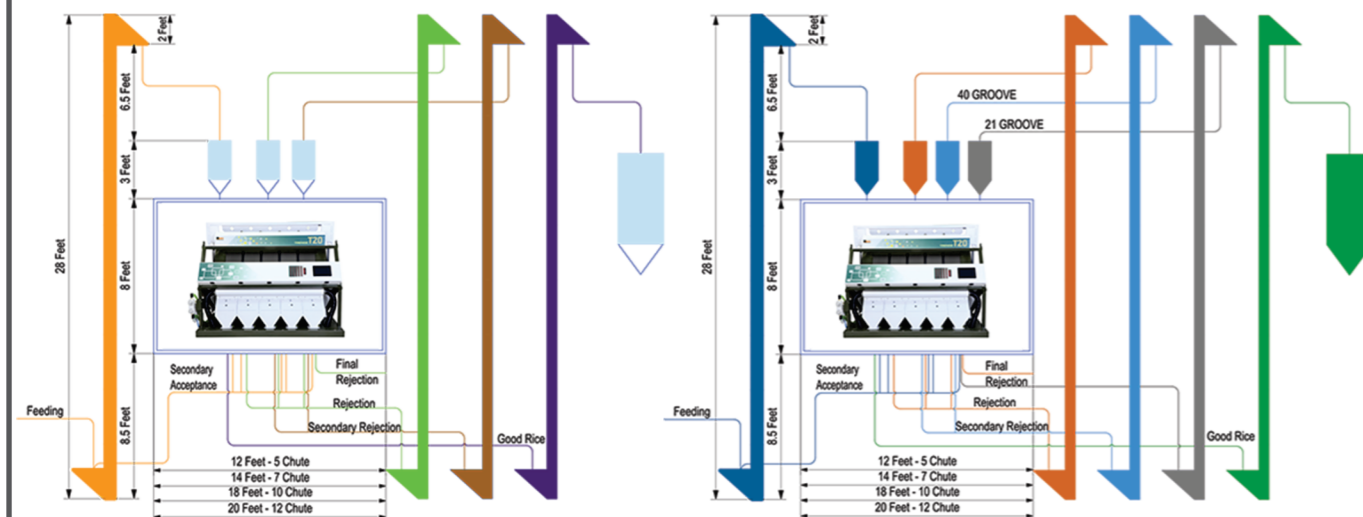 2 Feet
6.5 Feet
3 Feet
28 Feet
8 Feet
8.5 Feet
T20
Secondary
Acceptance
Final
Rejection
Feeding
Rejection
Secondary Rejection
Good Rice
12 Feet - 5 Chute
14 Feet - 7 Chute
18 Feet - 10 Chute
20 Feet - 12 Chute
2 Feet
6.5 Feet
40 GROOVE
21 GROOVE
3 Feet
28 Feet
8 Feet
8.5 Feet
T20
Secondary
Acceptance
Final
Rejection
Feeding
Rejection
Secondary Rejection
Good Rice
12 Feet - 5 Chute
14 Feet - 7 Chute
18 Feet - 10 Chute
20 Feet - 12 Chute